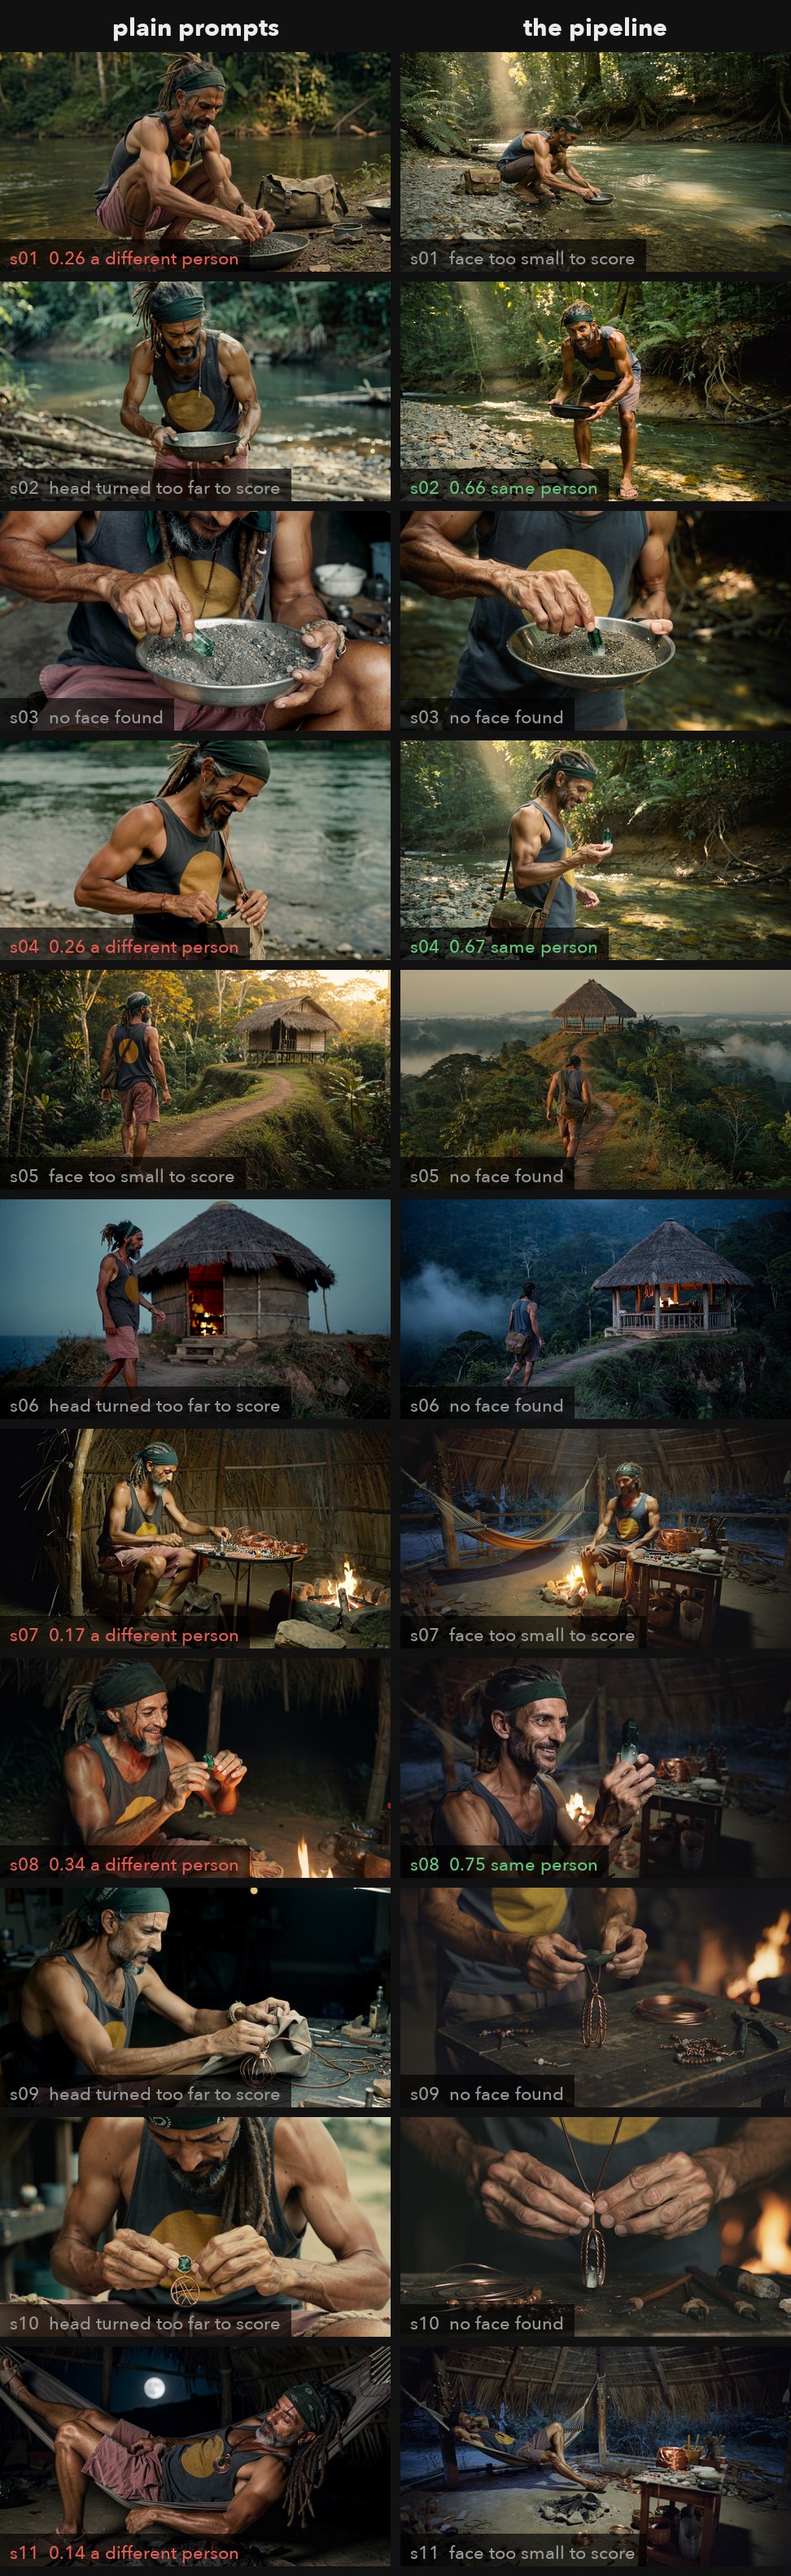 plain prompts
the pipeline
s01 0.26 a different person
s01 face too small to score
s02 head turned too far to score
s02 0.66 same person
s03 no face found
s03 no face found
s04 0.26 a different person
s04 0.67 same person
s05 face too small to score
s05 no face found
s06 head turned too far to score
s06 no face found
s07 0.17 a different person
s07 face too small to score
s08 0.34 a different person
s08 0.75 same person
s09 head turned too far to score
s09 no face found
s10 head turned too far to score
s10 no face found
s11 0.14 a different person
s11 face too small to score